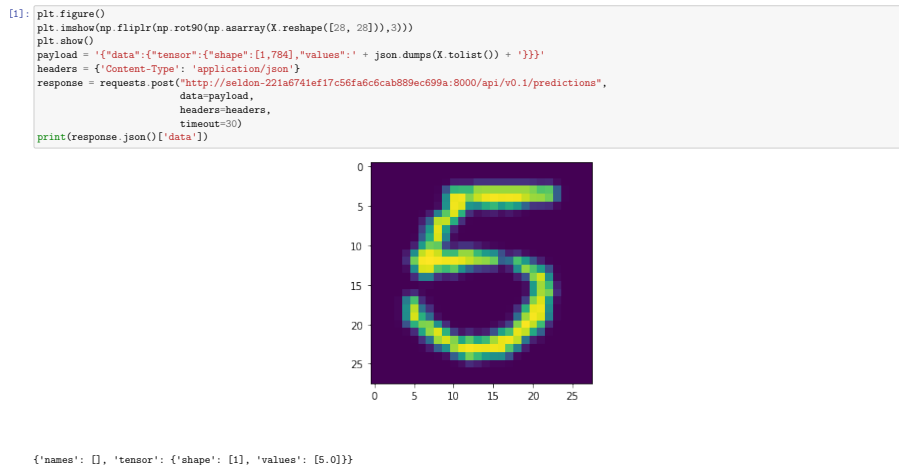 [1]: plt.figure()
plt.imshow(np.fliplr(np.rot90(np.asarray(X.reshape([28, 28])),3)))
plt.show()
payload = '{"data":{"tensor":{"shape":[1,784],"values":' + json.dumps(X.tolist()) + '}}}'
headers = {'Content-Type': 'application/json'}
response = requests.post("http://seldon-221a6741ef17c56fa6c6cab889ec699a:8000/api/v0.1/predictions",
data=payload,
headers=headers,
timeout=30)
print(response.json()['data'])
0
5
10
15
20
25
0 5 10 15 20 25
5
{'names': [], 'tensor': {'shape': [1], 'values': [5.0]}}